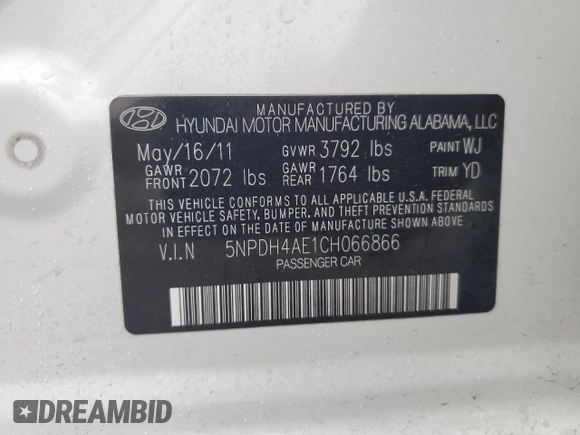 MANUFACTURED BY
HYUNDAI MOTOR MANUFACTURING ALABAMA, LLC
May/16/11 GVWR 3792 lbs PAINT WJ
GAWR FRONT 2072 lbs GAWR REAR 1764 lbs TRIM YD
THIS VEHICLE CONFORMS TO ALL APPLICABLE U.S.A. FEDERAL
MOTOR VEHICLE SAFETY, BUMPER, AND THEFT PREVENTION STANDARDS
IN EFFECT ON THE DATE OF MANUFACTURE SHOWN ABOVE.
V.I.N 5NPDH4AE1CH066866
PASSENGER CAR
DREAMBID